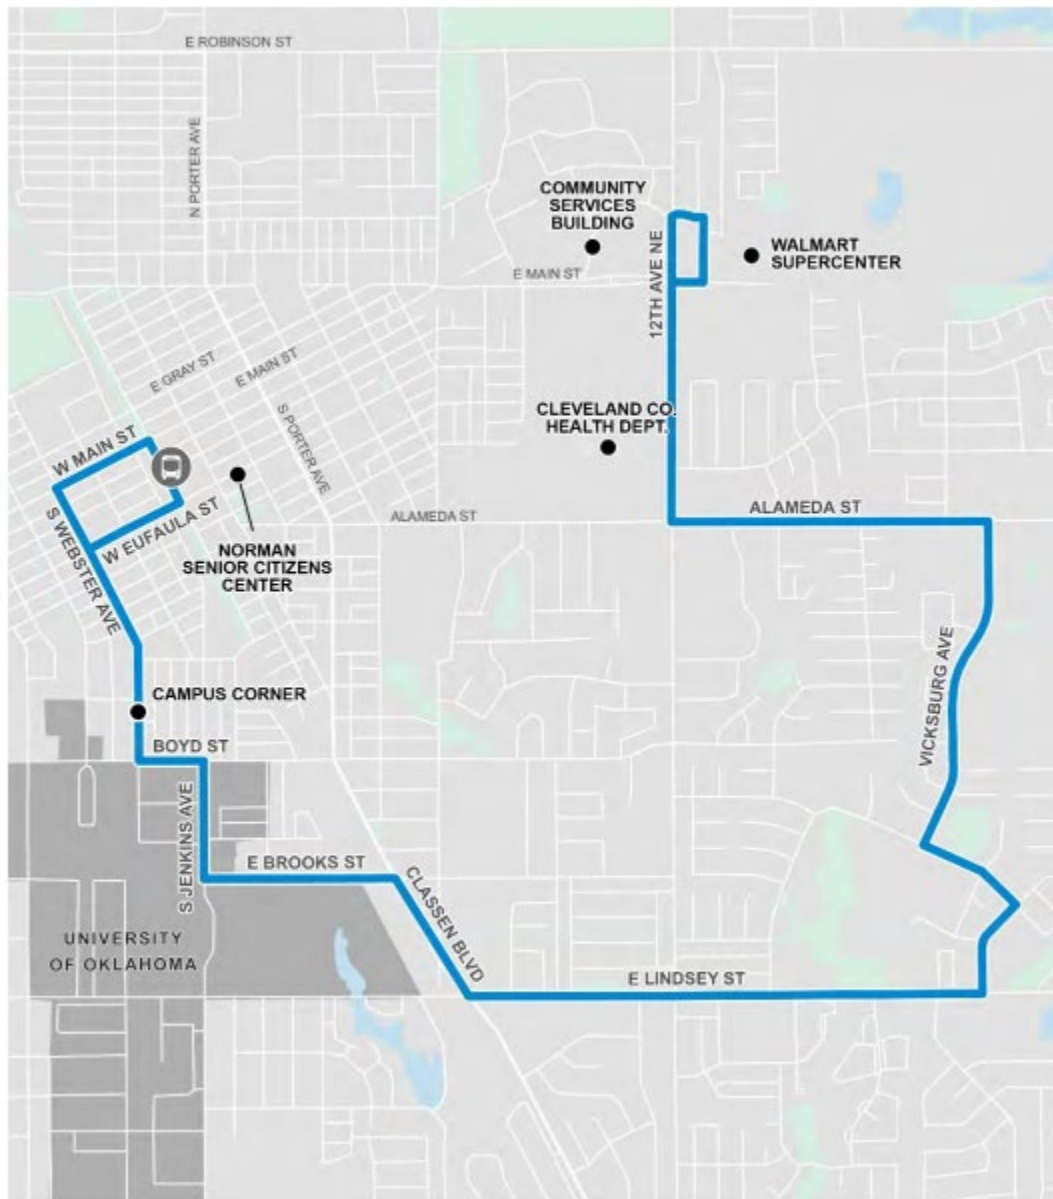 E ROBINSON ST
N PORTER AVE
COMMUNITY
SERVICES
BUILDING
12TH AVE NE
WALMART
SUPERCENTER
E MAIN ST
E GRAY ST
E MAIN ST
S PORTER AVE
CLEVELAND CO.
HEALTH DEPT.
W MAIN ST
W EUFAULA ST
S WEBSTER AVE
ALAMEDA ST
ALAMEDA ST
NORMAN
SENIOR CITIZENS
CENTER
VICKSBURG AVE
CAMPUS CORNER
BOYD ST
S JENKINS AVE
E BROOKS ST
CLASSEN BLVD
UNIVERSITY
OF OKLAHOMA
E LINDSEY ST